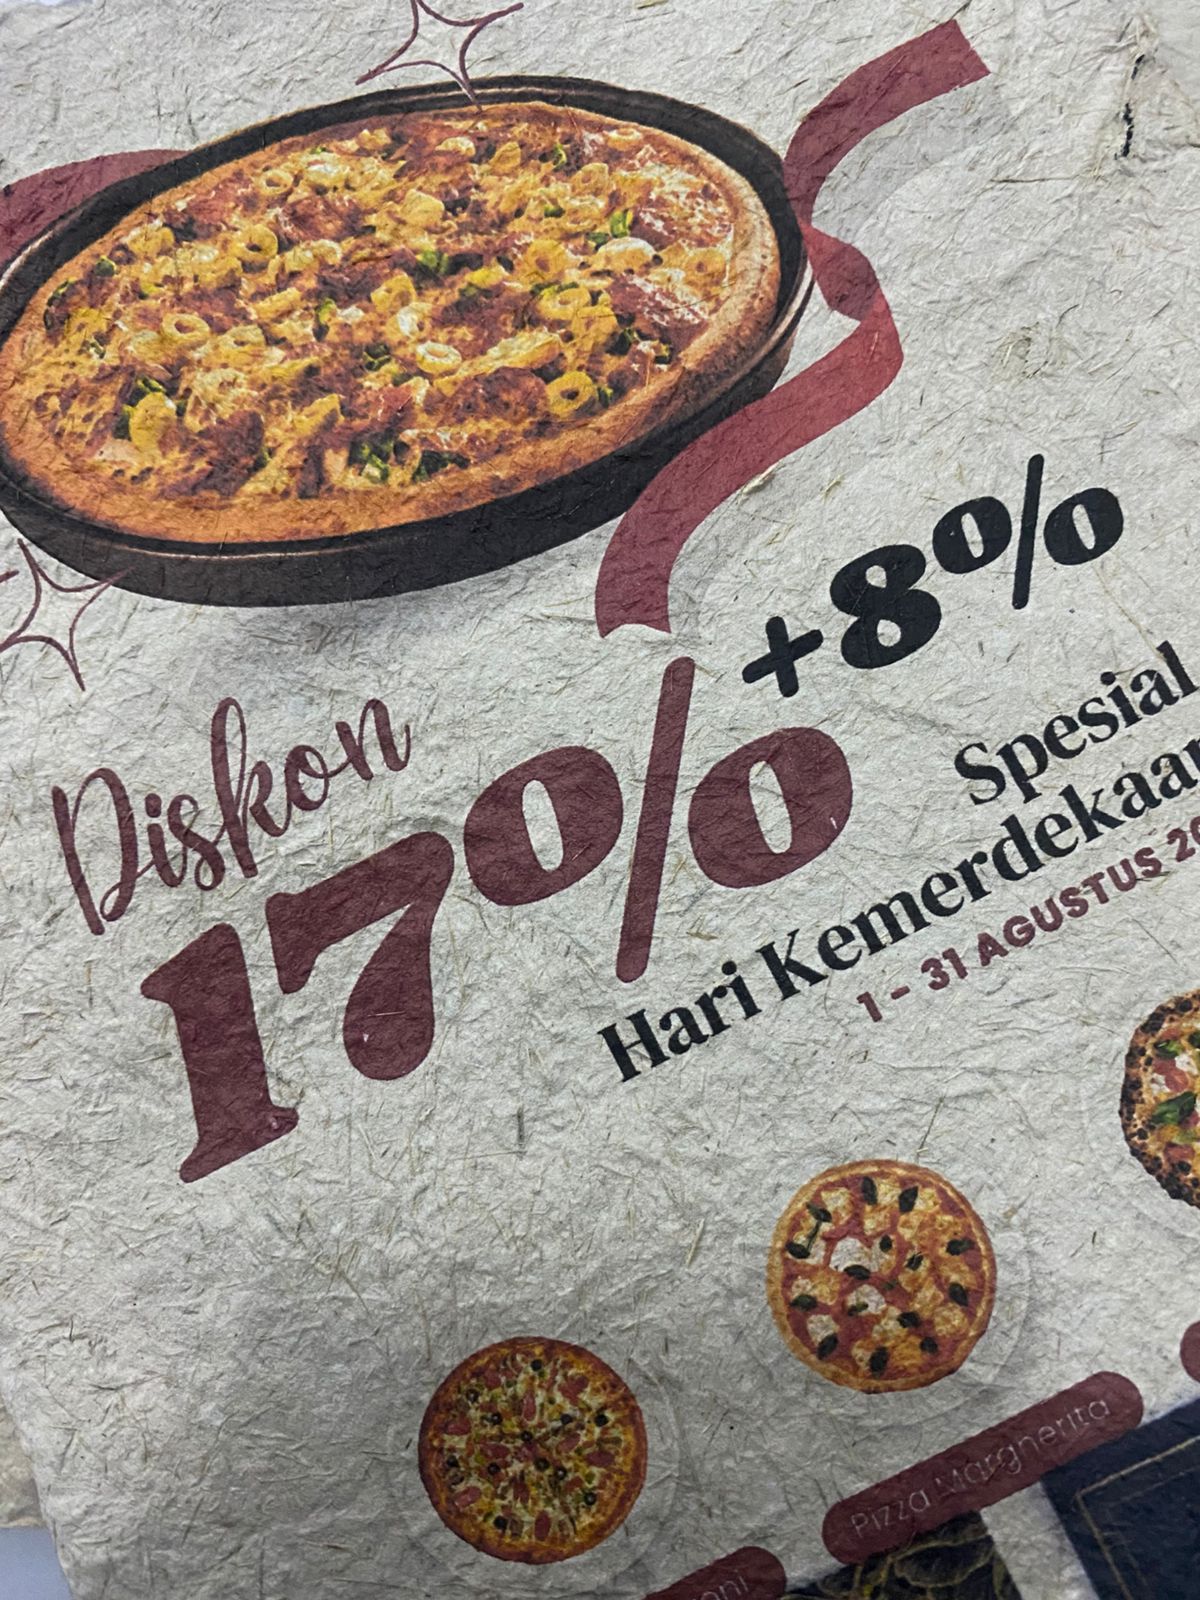 Diskon
17%
+8%
Spesial
Hari Kemerdekaan
1 - 31 AGUSTUS
Pizza Margherita